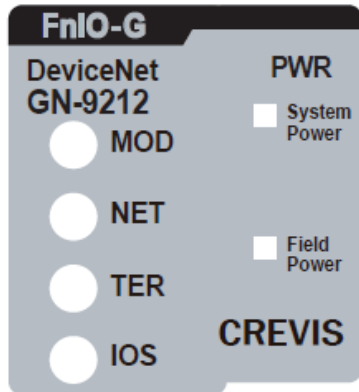 FnIO-G
DeviceNet
GN-9212
MOD
NET
TER
IOS
PWR
System
Power
Field
Power
CREVIS